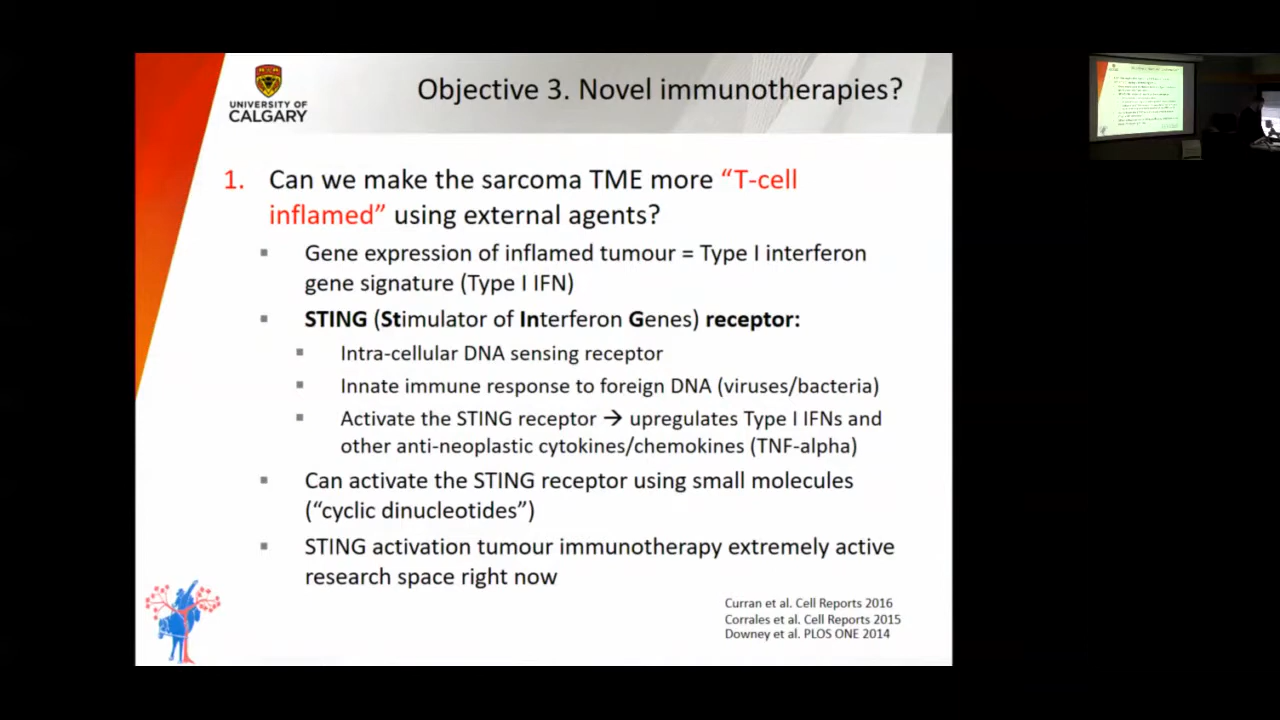 UNIVERSITY OF
CALGARY
Objective 3. Novel immunotherapies?
1. Can we make the sarcoma TME more “T-cell
inflamed” using external agents?
▪ Gene expression of inflamed tumour = Type I interferon
gene signature (Type I IFN)
▪ STING (Stimulator of Interferon Genes) receptor:
▪ Intra-cellular DNA sensing receptor
▪ Innate immune response to foreign DNA (viruses/bacteria)
▪ Activate the STING receptor → upregulates Type I IFNs and
other anti-neoplastic cytokines/chemokines (TNF-alpha)
▪ Can activate the STING receptor using small molecules
(“cyclic dinucleotides”)
▪ STING activation tumour immunotherapy extremely active
research space right now
Curran et al. Cell Reports 2016
Corrales et al. Cell Reports 2015
Downey et al. PLOS ONE 2014